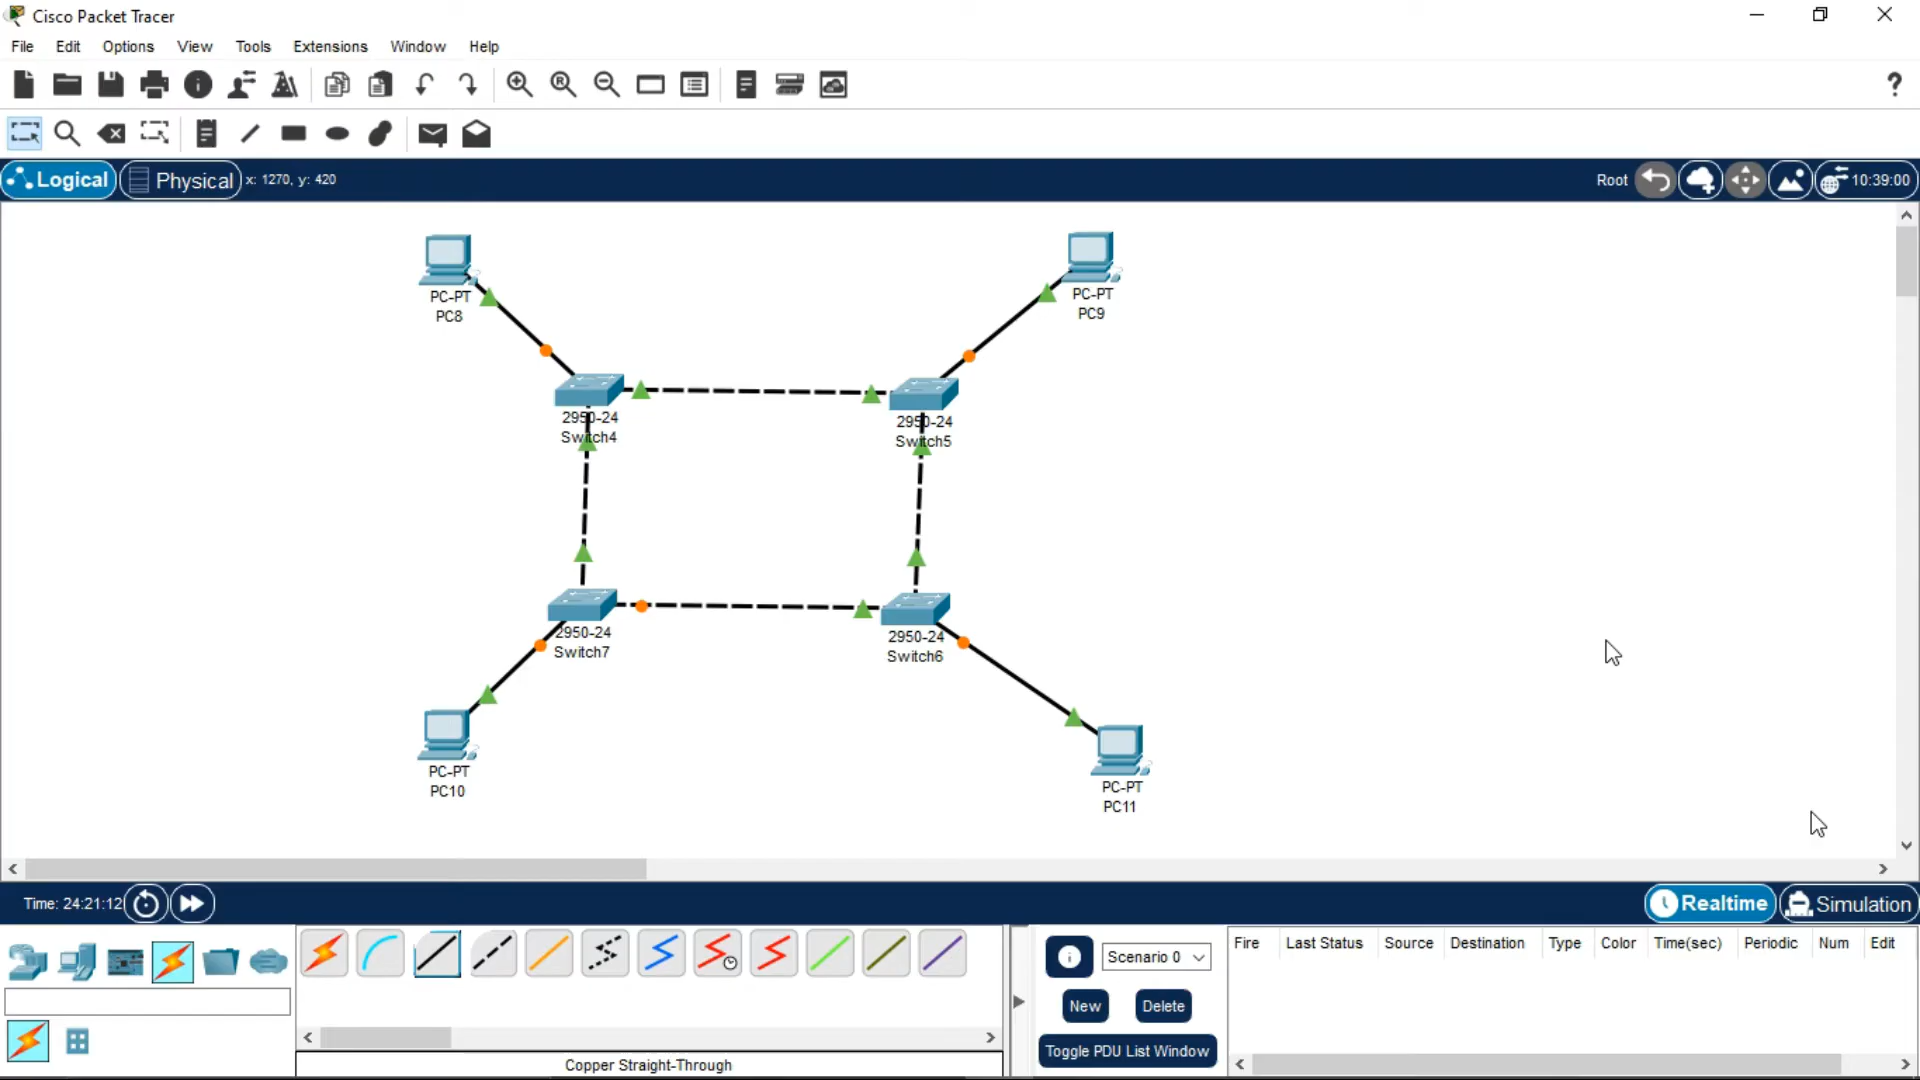 Cisco Packet Tracer
File Edit Options View Tools Extensions Window Help
Logical Physical x: 1270, y: 420 Root 10:39:00
PC-PT
PC8
PC-PT
PC9
2950-24
Switch4
2950-24
Switch5
2950-24
Switch7
2950-24
Switch6
PC-PT
PC10
PC-PT
PC11
Time: 24:21:12 Realtime Simulation
Scenario 0
New Delete
Toggle PDU List Window
Fire Last Status Source Destination Type Color Time(sec) Periodic Num Edit
Copper Straight-Through